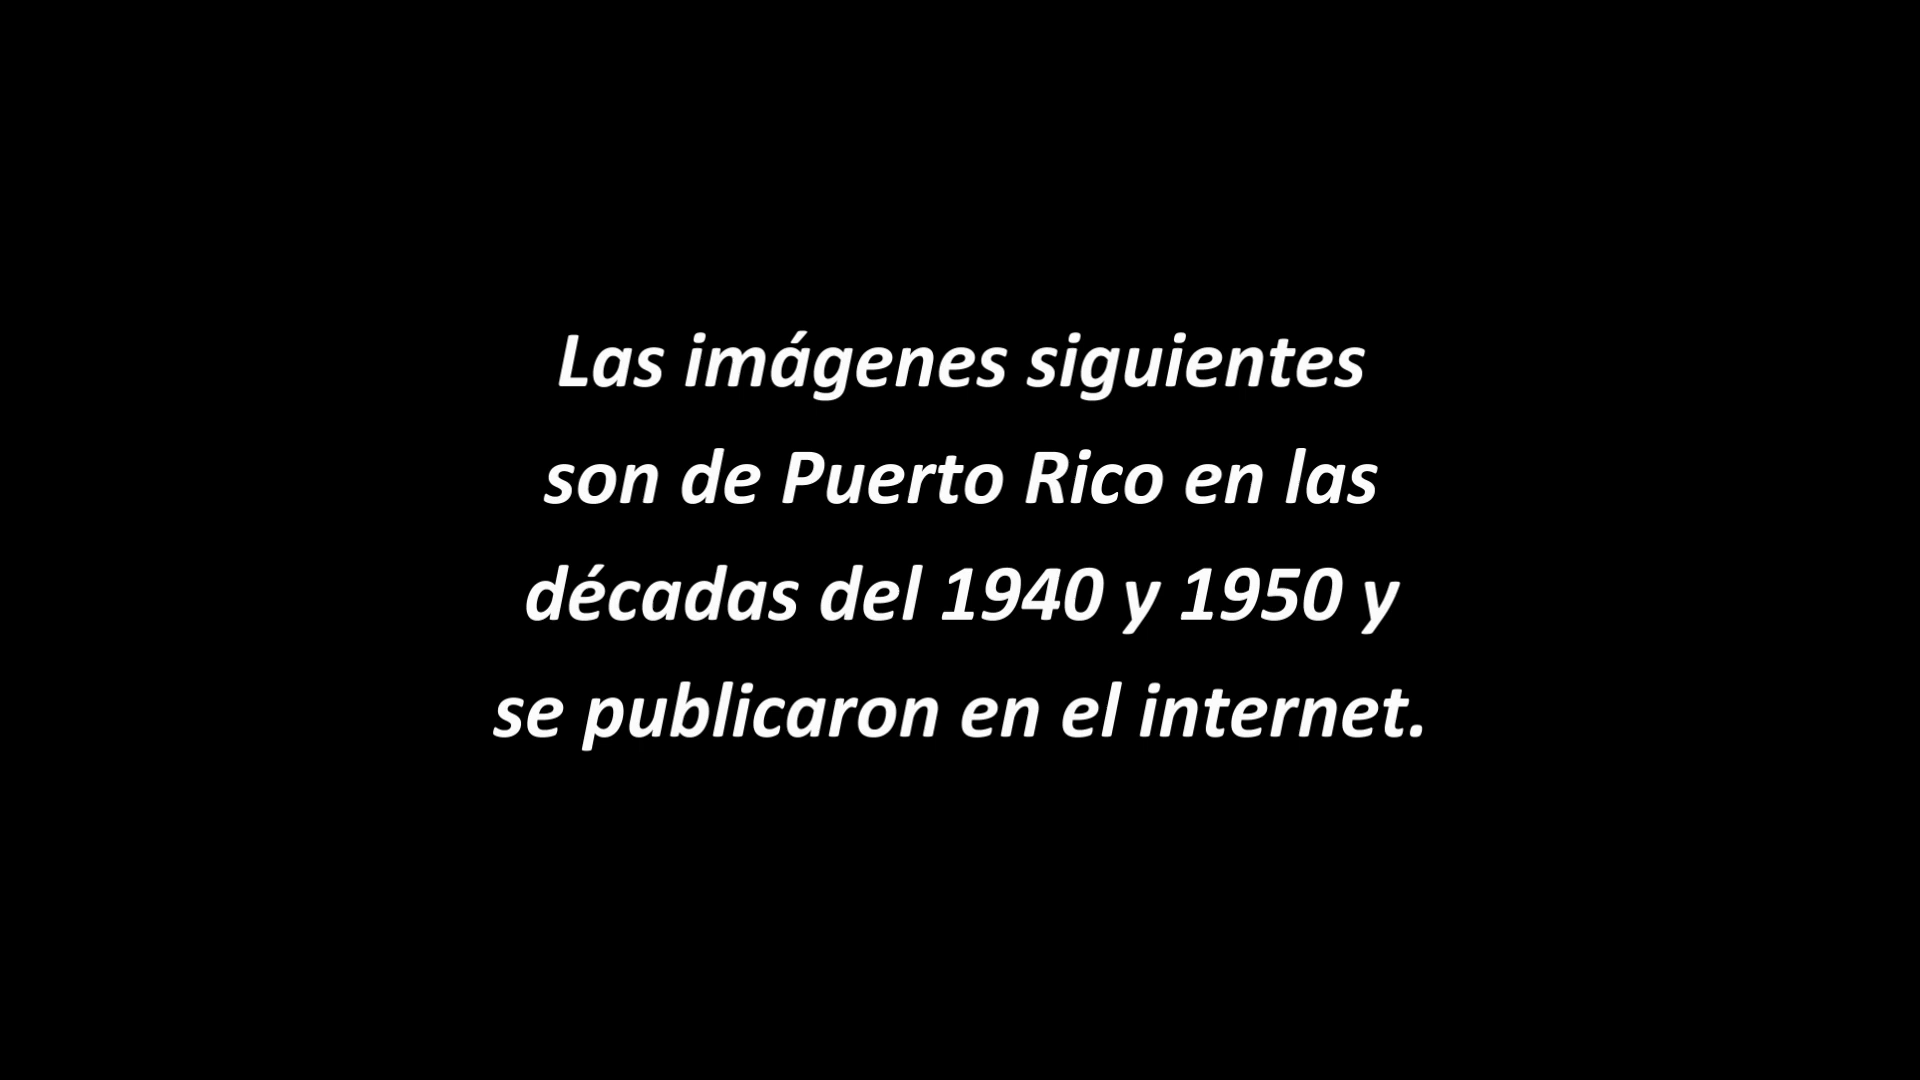 Las imágenes siguientes
son de Puerto Rico en las
décadas del 1940 y 1950 y
se publicaron en el internet.